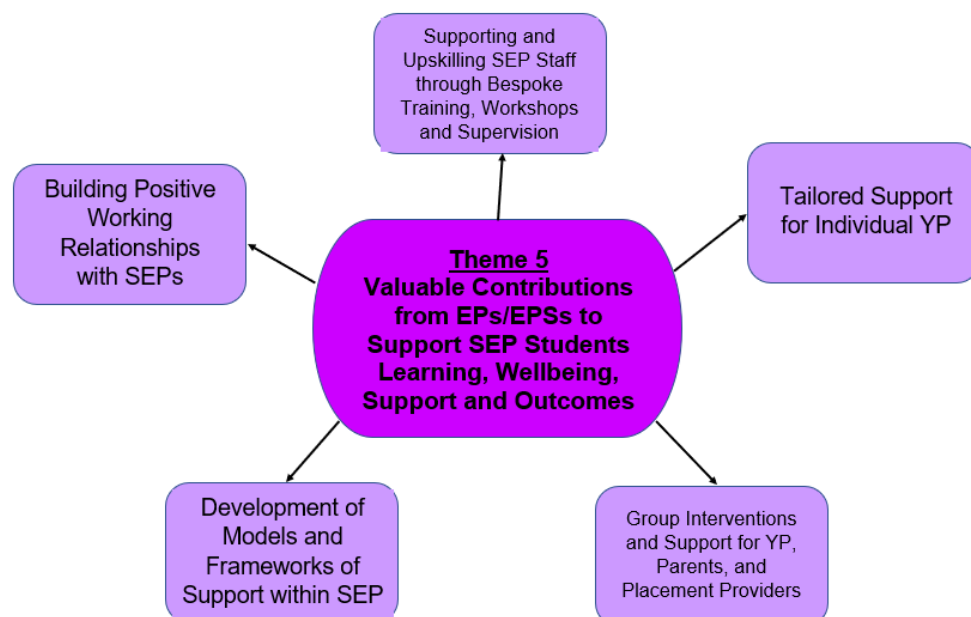 Supporting and
Upskilling SEP Staff
through Bespoke
Training, Workshops
and Supervision
Building Positive
Working
Relationships
with SEPs
Tailored Support
for Individual YP
Theme 5
Valuable Contributions
from EPs/EPSs to
Support SEP Students
Learning, Wellbeing,
Support and Outcomes
Development of
Models and
Frameworks of
Support within SEP
Group Interventions
and Support for YP,
Parents, and
Placement Providers